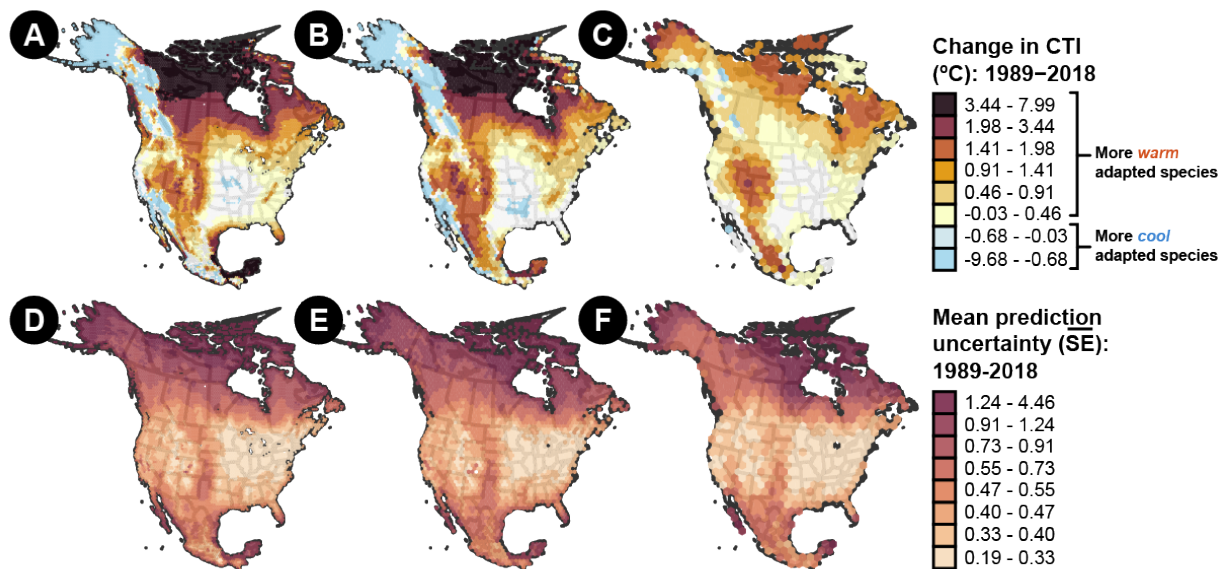 A
B
C
Change in CTI
(ºC): 1989−2018
3.44 - 7.99
1.98 - 3.44
1.41 - 1.98
0.91 - 1.41
0.46 - 0.91
-0.03 - 0.46
-0.68 - -0.03
-9.68 - -0.68
More warm
adapted species
More cool
adapted species
D
E
F
Mean prediction
uncertainty (SE):
1989-2018
1.24 - 4.46
0.91 - 1.24
0.73 - 0.91
0.55 - 0.73
0.47 - 0.55
0.40 - 0.47
0.33 - 0.40
0.19 - 0.33